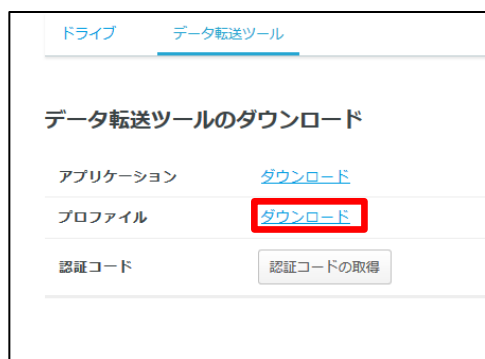 ドライブ データ転送ツール
データ転送ツールのダウンロード
アプリケーション ダウンロード
プロファイル ダウンロード
認証コード 認証コードの取得